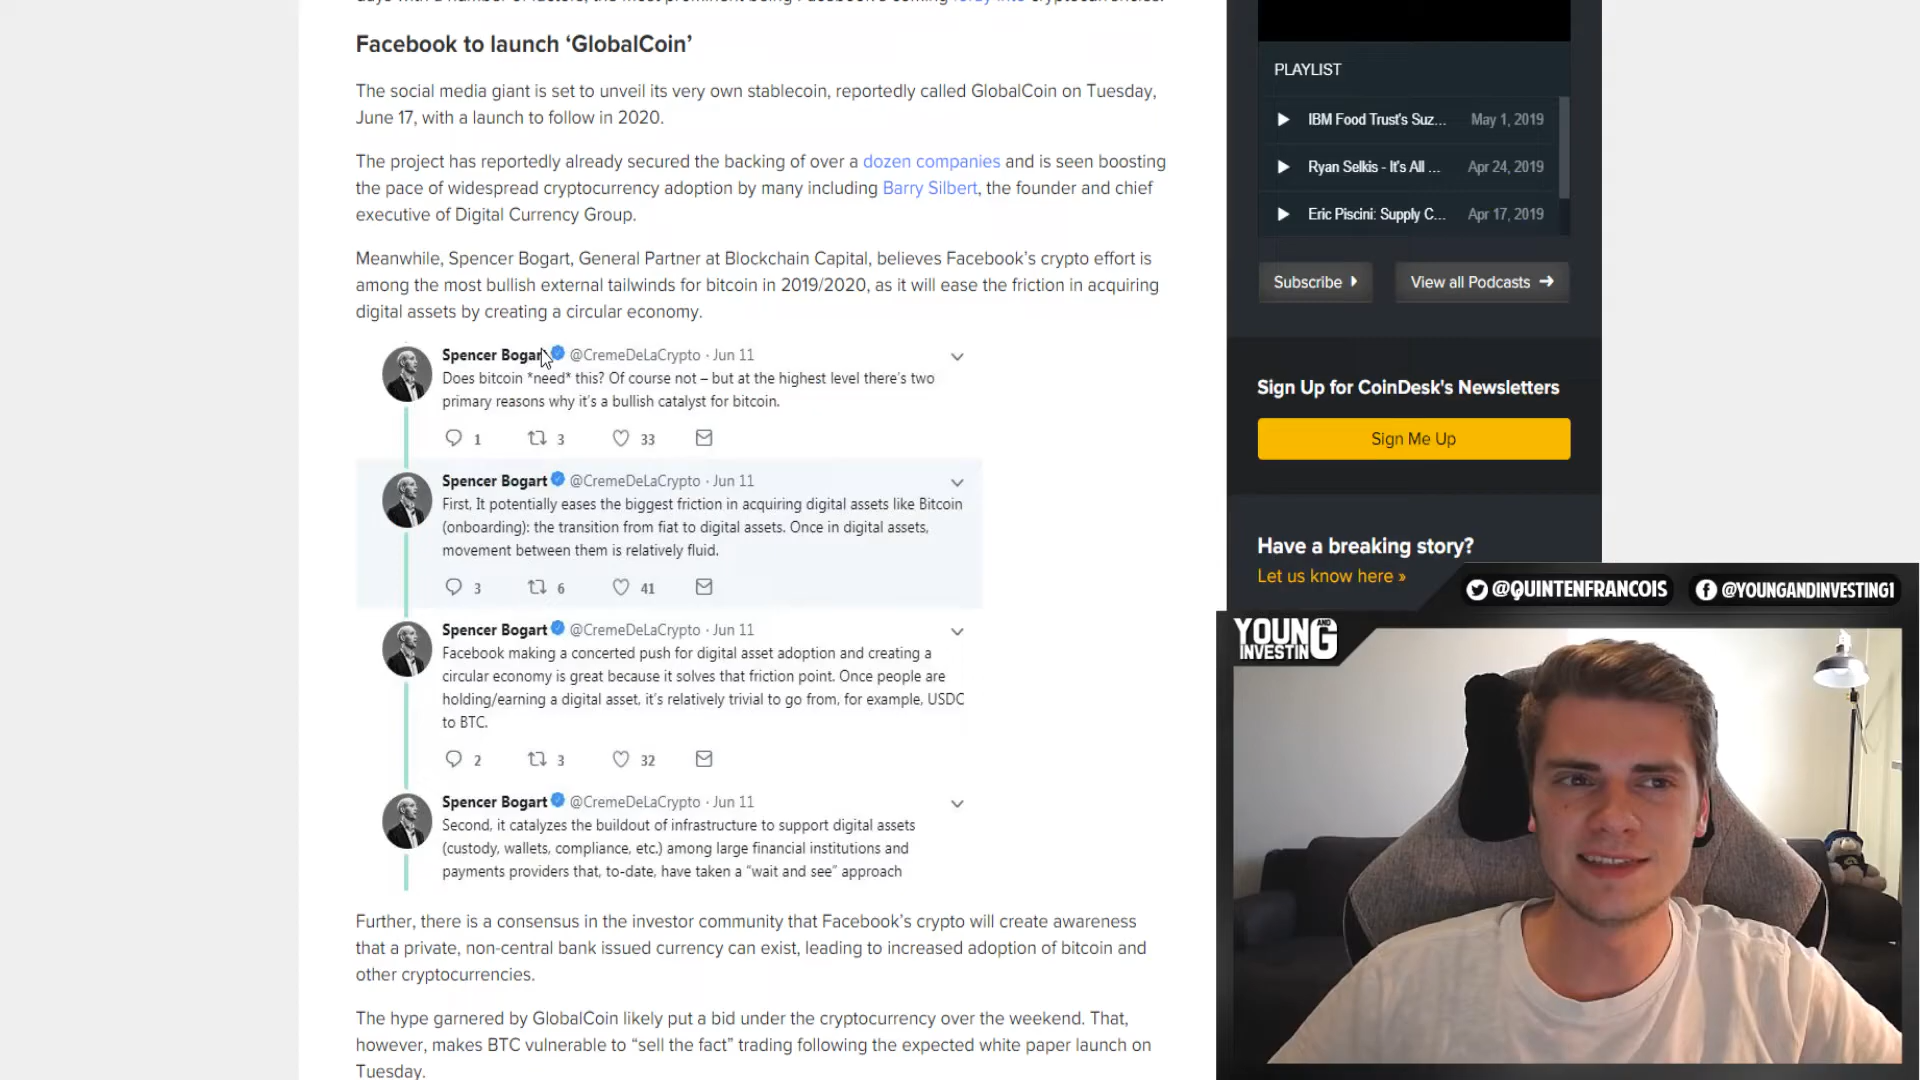 days with a number of factors, the most prominent being Facebook's coming foray into cryptocurrencies.
Facebook to launch ‘GlobalCoin’
The social media giant is set to unveil its very own stablecoin, reportedly called GlobalCoin on Tuesday,
June 17, with a launch to follow in 2020.
The project has reportedly already secured the backing of over a dozen companies and is seen boosting
the pace of widespread cryptocurrency adoption by many including Barry Silbert, the founder and chief
executive of Digital Currency Group.
Meanwhile, Spencer Bogart, General Partner at Blockchain Capital, believes Facebook’s crypto effort is
among the most bullish external tailwinds for bitcoin in 2019/2020, as it will ease the friction in acquiring
digital assets by creating a circular economy.
Spencer Bogart @CremeDeLaCrypto · Jun 11
Does bitcoin *need* this? Of course not – but at the highest level there's two
primary reasons why it's a bullish catalyst for bitcoin.
1 3 33
Spencer Bogart @CremeDeLaCrypto · Jun 11
First, It potentially eases the biggest friction in acquiring digital assets like Bitcoin
(onboarding): the transition from fiat to digital assets. Once in digital assets,
movement between them is relatively fluid.
3 6 41
Spencer Bogart @CremeDeLaCrypto · Jun 11
Facebook making a concerted push for digital asset adoption and creating a
circular economy is great because it solves that friction point. Once people are
holding/earning a digital asset, it's relatively trivial to go from, for example, USDC
to BTC.
2 3 32
Spencer Bogart @CremeDeLaCrypto · Jun 11
Second, it catalyzes the buildout of infrastructure to support digital assets
(custody, wallets, compliance, etc.) among large financial institutions and
payments providers that, to-date, have taken a “wait and see” approach
Further, there is a consensus in the investor community that Facebook’s crypto will create awareness
that a private, non-central bank issued currency can exist, leading to increased adoption of bitcoin and
other cryptocurrencies.
The hype garnered by GlobalCoin likely put a bid under the cryptocurrency over the weekend. That,
however, makes BTC vulnerable to “sell the fact” trading following the expected white paper launch on
Tuesday.
PLAYLIST
IBM Food Trust's Suz... May 1, 2019
Ryan Selkis - It's All ... Apr 24, 2019
Eric Piscini: Supply C... Apr 17, 2019
Subscribe
View all Podcasts
Sign Up for CoinDesk's Newsletters
Sign Me Up
Have a breaking story?
Let us know here »
@QUINTENFRANCOIS
@YOUNGANDINVESTING1
YOUNG AND
INVESTING